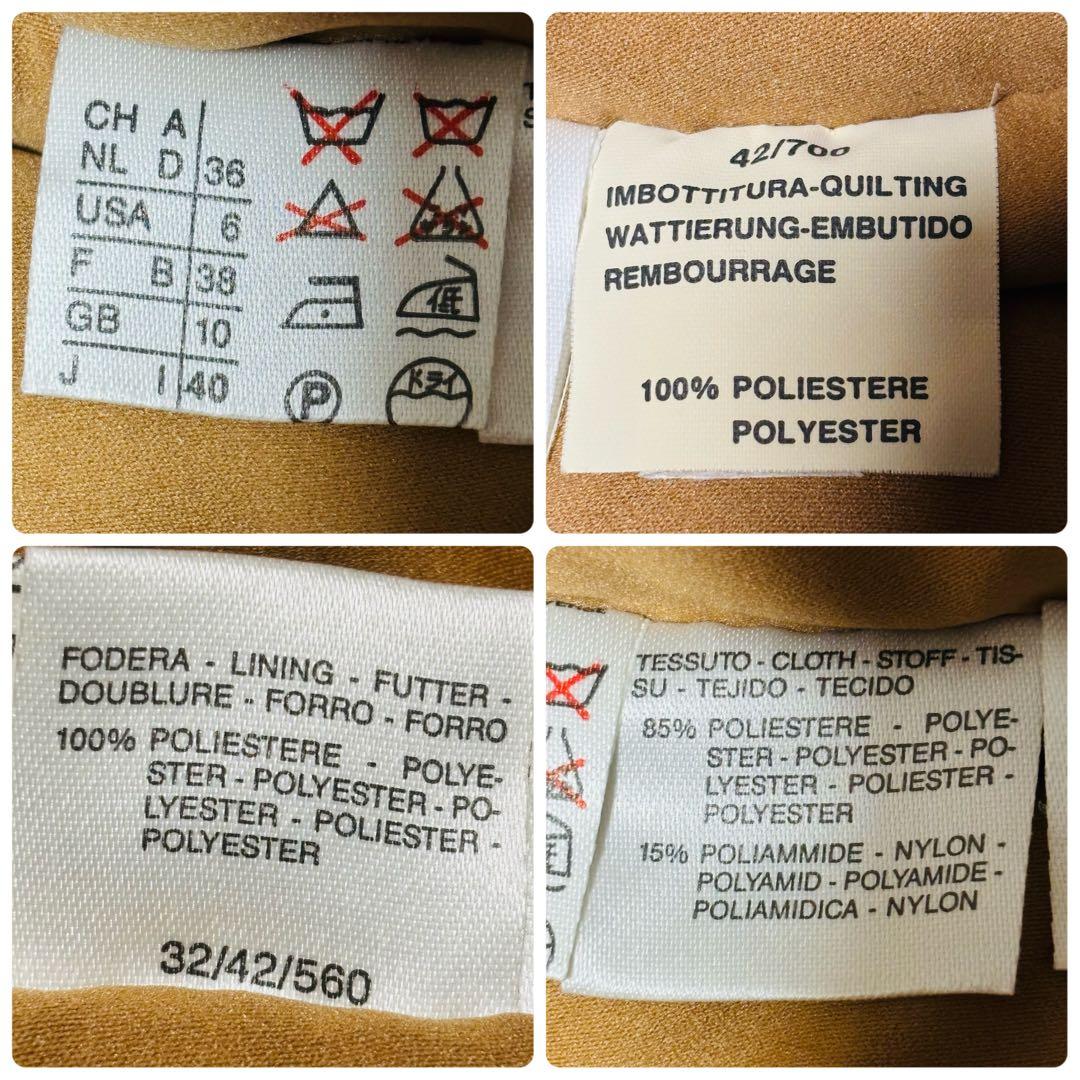 CH A
NL D 36
USA 6
F B 38
GB 10
J I 40
低
P
ドライ
IMBOTTITURA-QUILTING
WATTIERUNG-EMBUTIDO
REMBOURRAGE
100% POLIESTERE
POLYESTER
FODERA - LINING - FUTTER -
DOUBLURE - FORRO - FORRO
100% POLIESTERE - POLYE-
STER - POLYESTER - PO-
LYESTER - POLIESTER -
POLYESTER
32/42/560
TESSUTO - CLOTH - STOFF - TIS-
SU - TEJIDO - TECIDO
85% POLIESTERE - POLYE-
STER - POLYESTER - PO-
LYESTER - POLIESTER -
POLYESTER
15% POLIAMMIDE - NYLON -
POLYAMID - POLYAMIDE -
POLIAMIDICA - NYLON